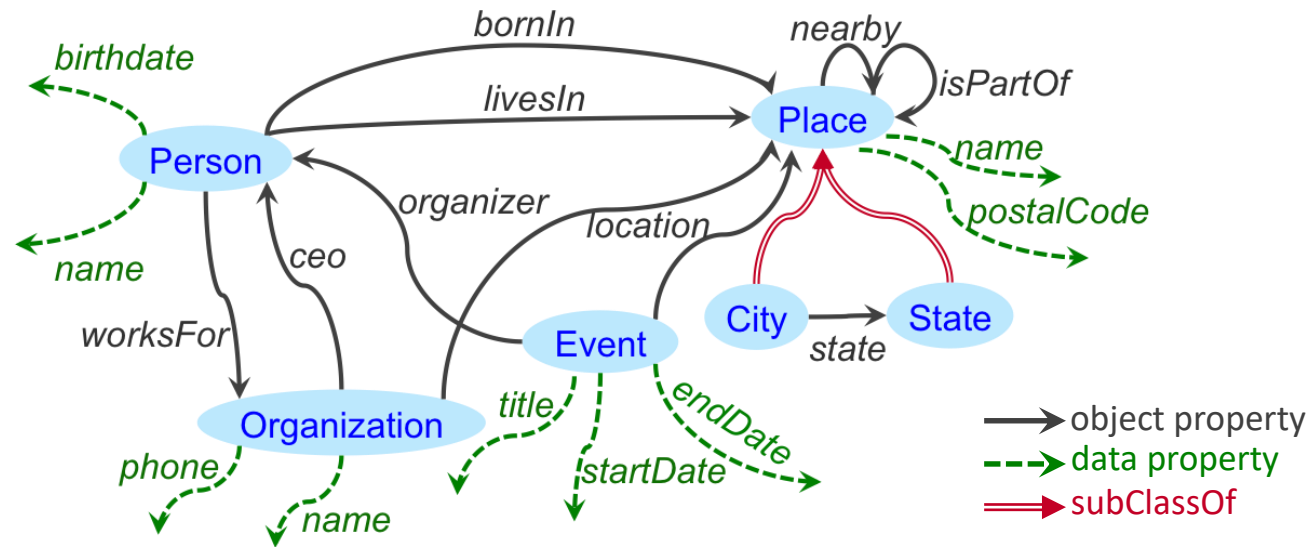 bornIn
nearby
birthdate
isPartOf
livesIn
Place
Person
name
organizer
postalCode
location
name
ceo
City
State
worksFor
Event
state
title
endDate
Organization
object property
phone
startDate
data property
name
subClassOf